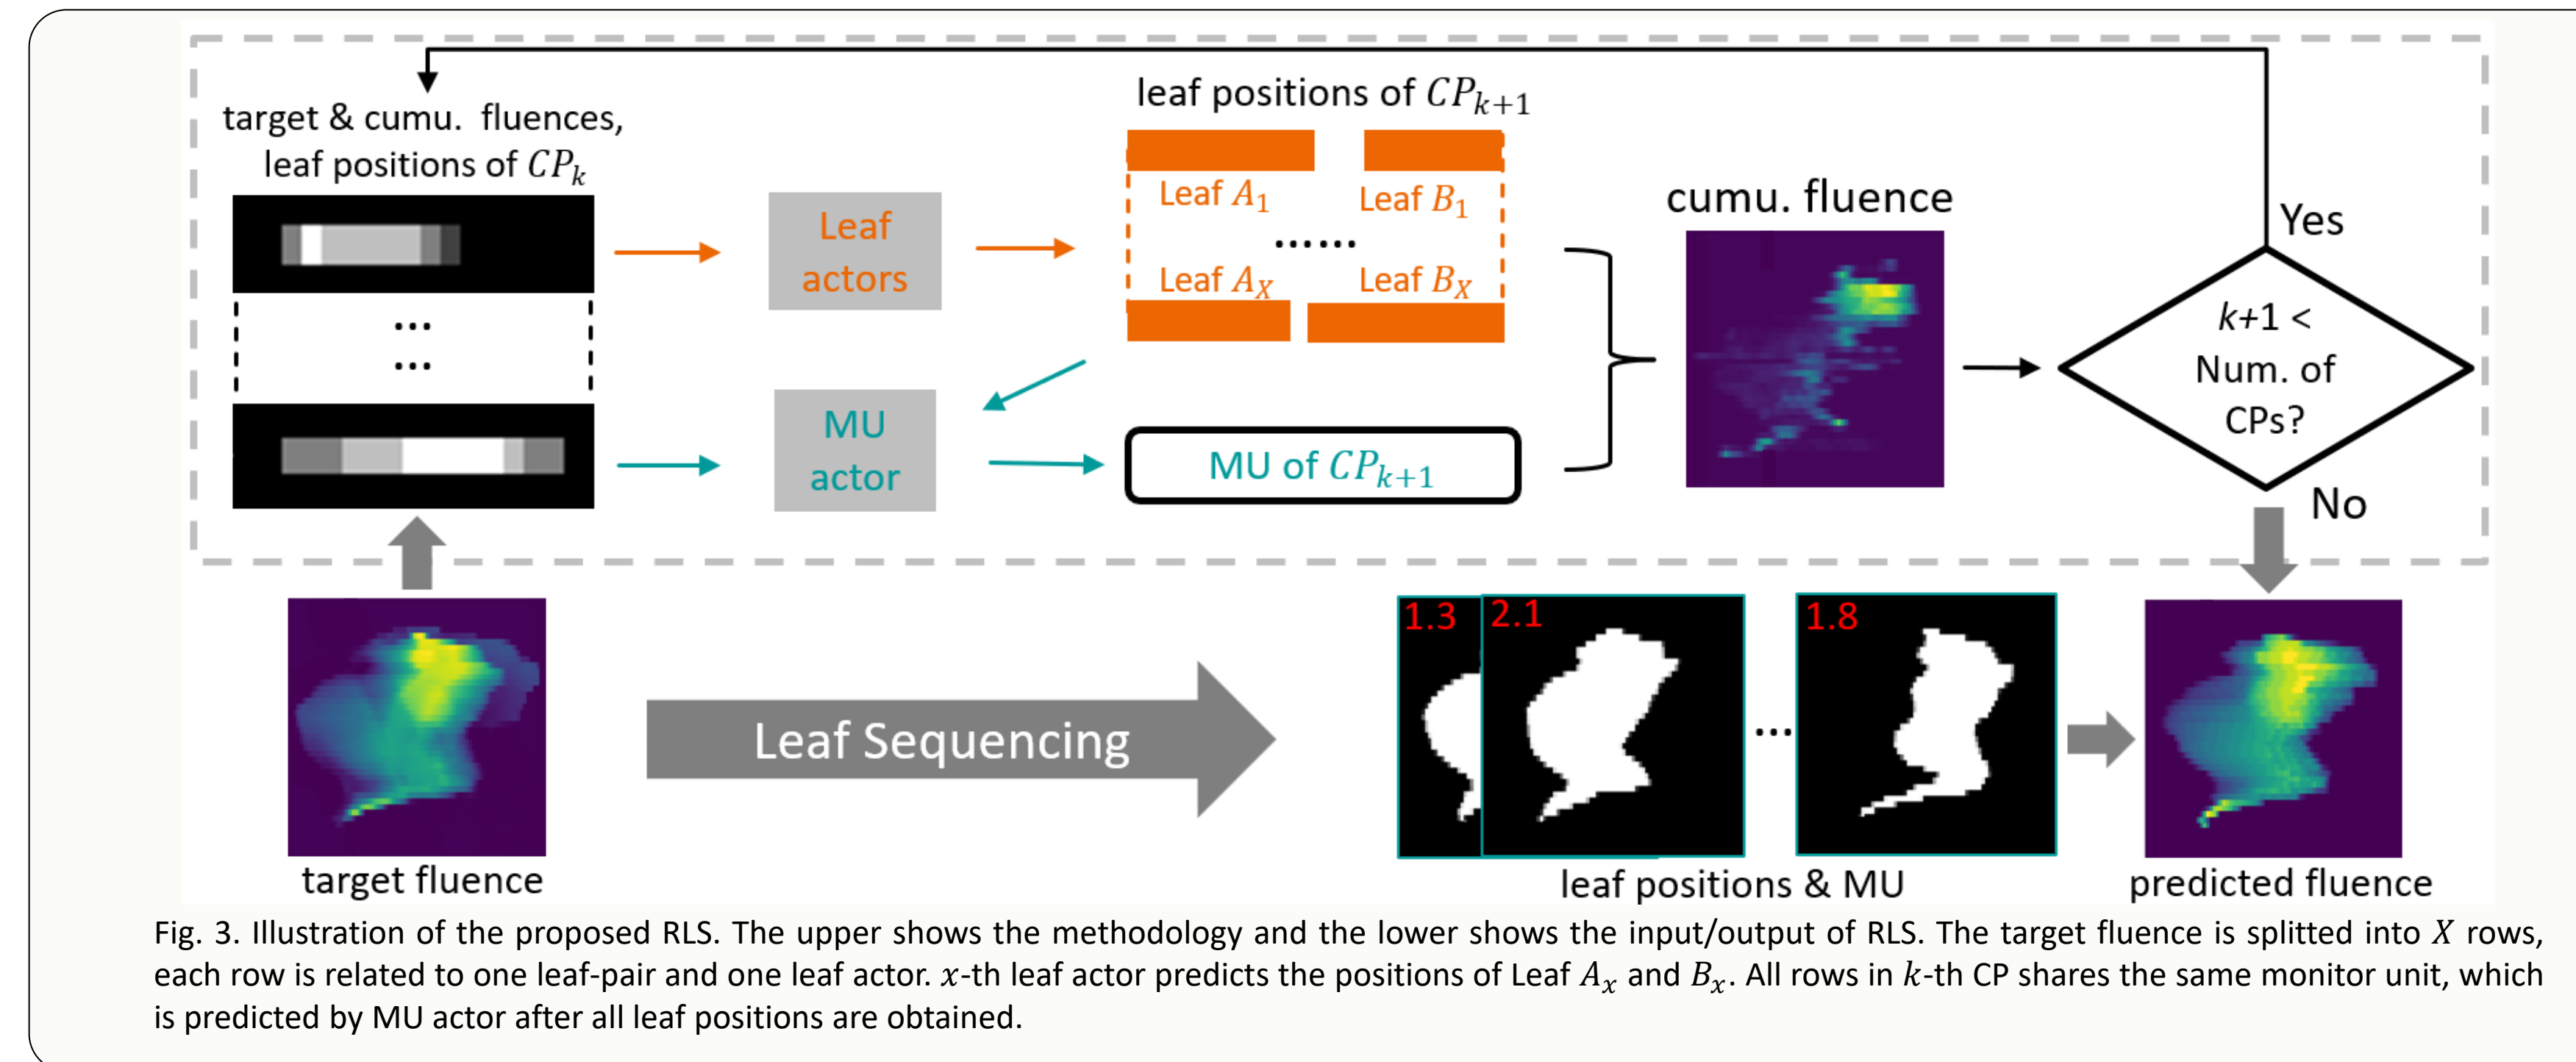 target & cumu. fluences,
leaf positions of CPₖ
Leaf
actors
MU
actor
leaf positions of CPₖ₊₁
Leaf A₁ Leaf B₁
......
Leaf Aₓ Leaf Bₓ
MU of CPₖ₊₁
cumu. fluence
Yes
k+1 <
Num. of
CPs?
No
...
...
target fluence
Leaf Sequencing
1.3 2.1 ... 1.8
leaf positions & MU
predicted fluence
Fig. 3. Illustration of the proposed RLS. The upper shows the methodology and the lower shows the input/output of RLS. The target fluence is splitted into X rows,
each row is related to one leaf-pair and one leaf actor. x-th leaf actor predicts the positions of Leaf Aₓ and Bₓ. All rows in k-th CP shares the same monitor unit, which
is predicted by MU actor after all leaf positions are obtained.